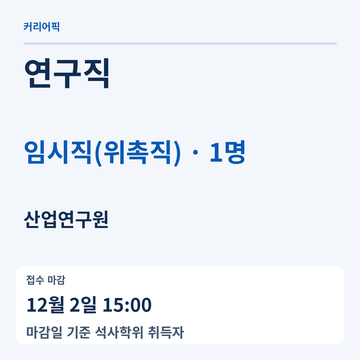 커리어픽
연구직
임시직(위촉직) · 1명
산업연구원
접수 마감
12월 2일 15:00
마감일 기준 석사학위 취득자